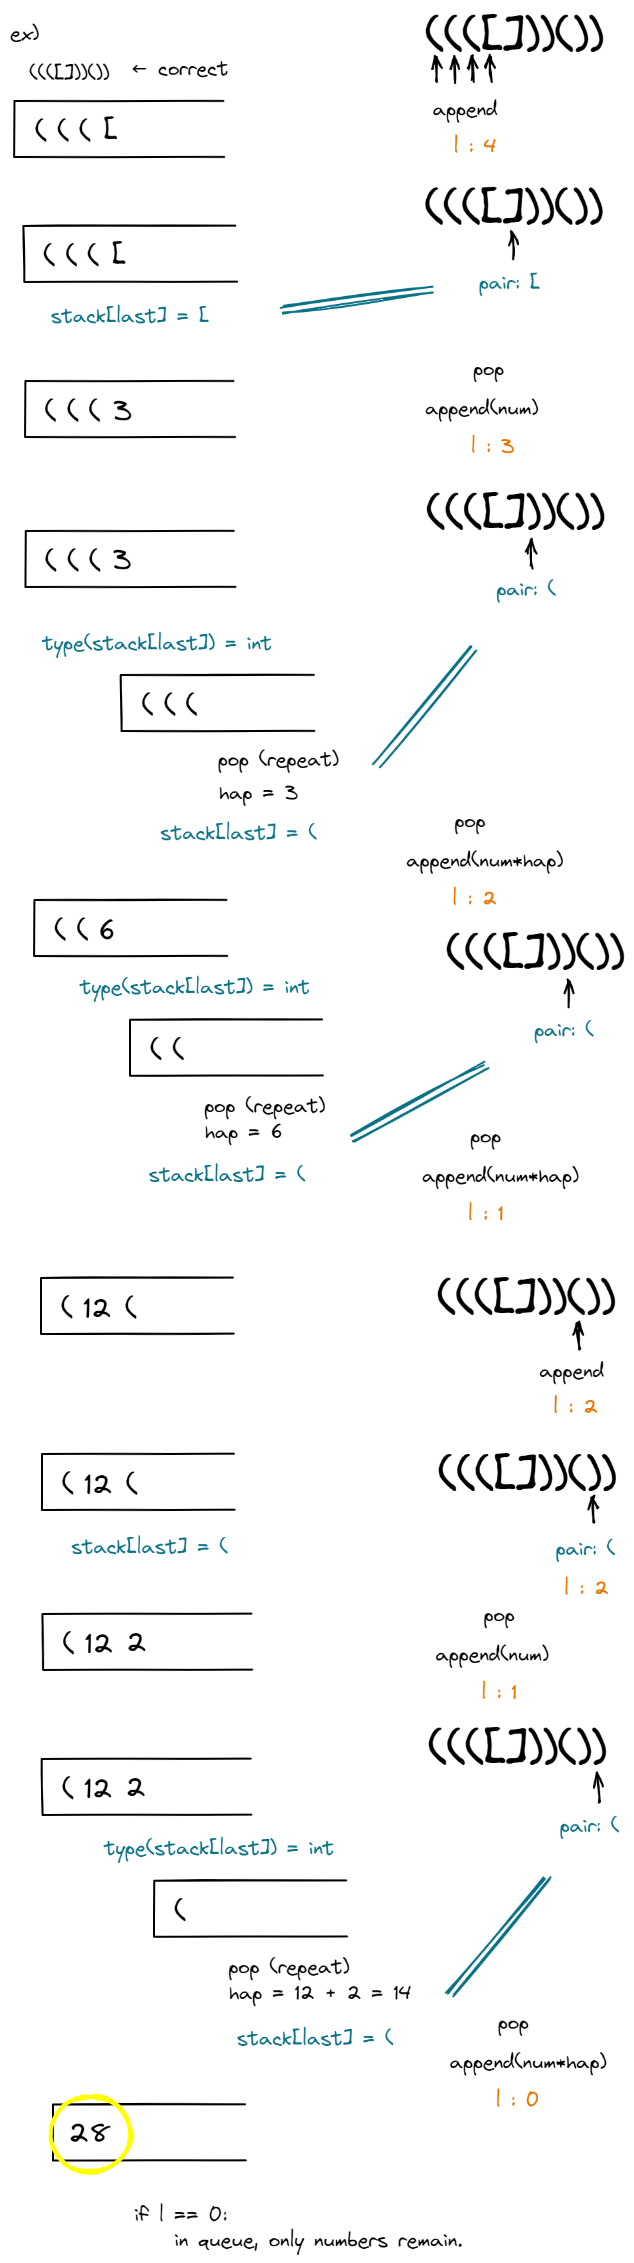 ex)
((([]))()) ← correct
((([]))())
append
l : 4
( ( ( [
((([]))())
pair: [
( ( ( [
stack[last] = [
pop
append(num)
l : 3
( ( ( 3
((([]))())
pair: (
( ( ( 3
type(stack[last]) = int
( ( (
pop (repeat)
hap = 3
stack[last] = (
pop
append(num*hap)
l : 2
( ( 6
((([]))())
type(stack[last]) = int
pair: (
( (
pop (repeat)
hap = 6
stack[last] = (
pop
append(num*hap)
l : 1
( 12 (
((([]))())
append
l : 2
( 12 (
((([]))())
stack[last] = (
pair: (
l : 2
( 12 2
pop
append(num)
l : 1
((([]))())
( 12 2
pair: (
type(stack[last]) = int
(
pop (repeat)
hap = 12 + 2 = 14
stack[last] = (
pop
append(num*hap)
l : 0
28
if l == 0:
in queue, only numbers remain.